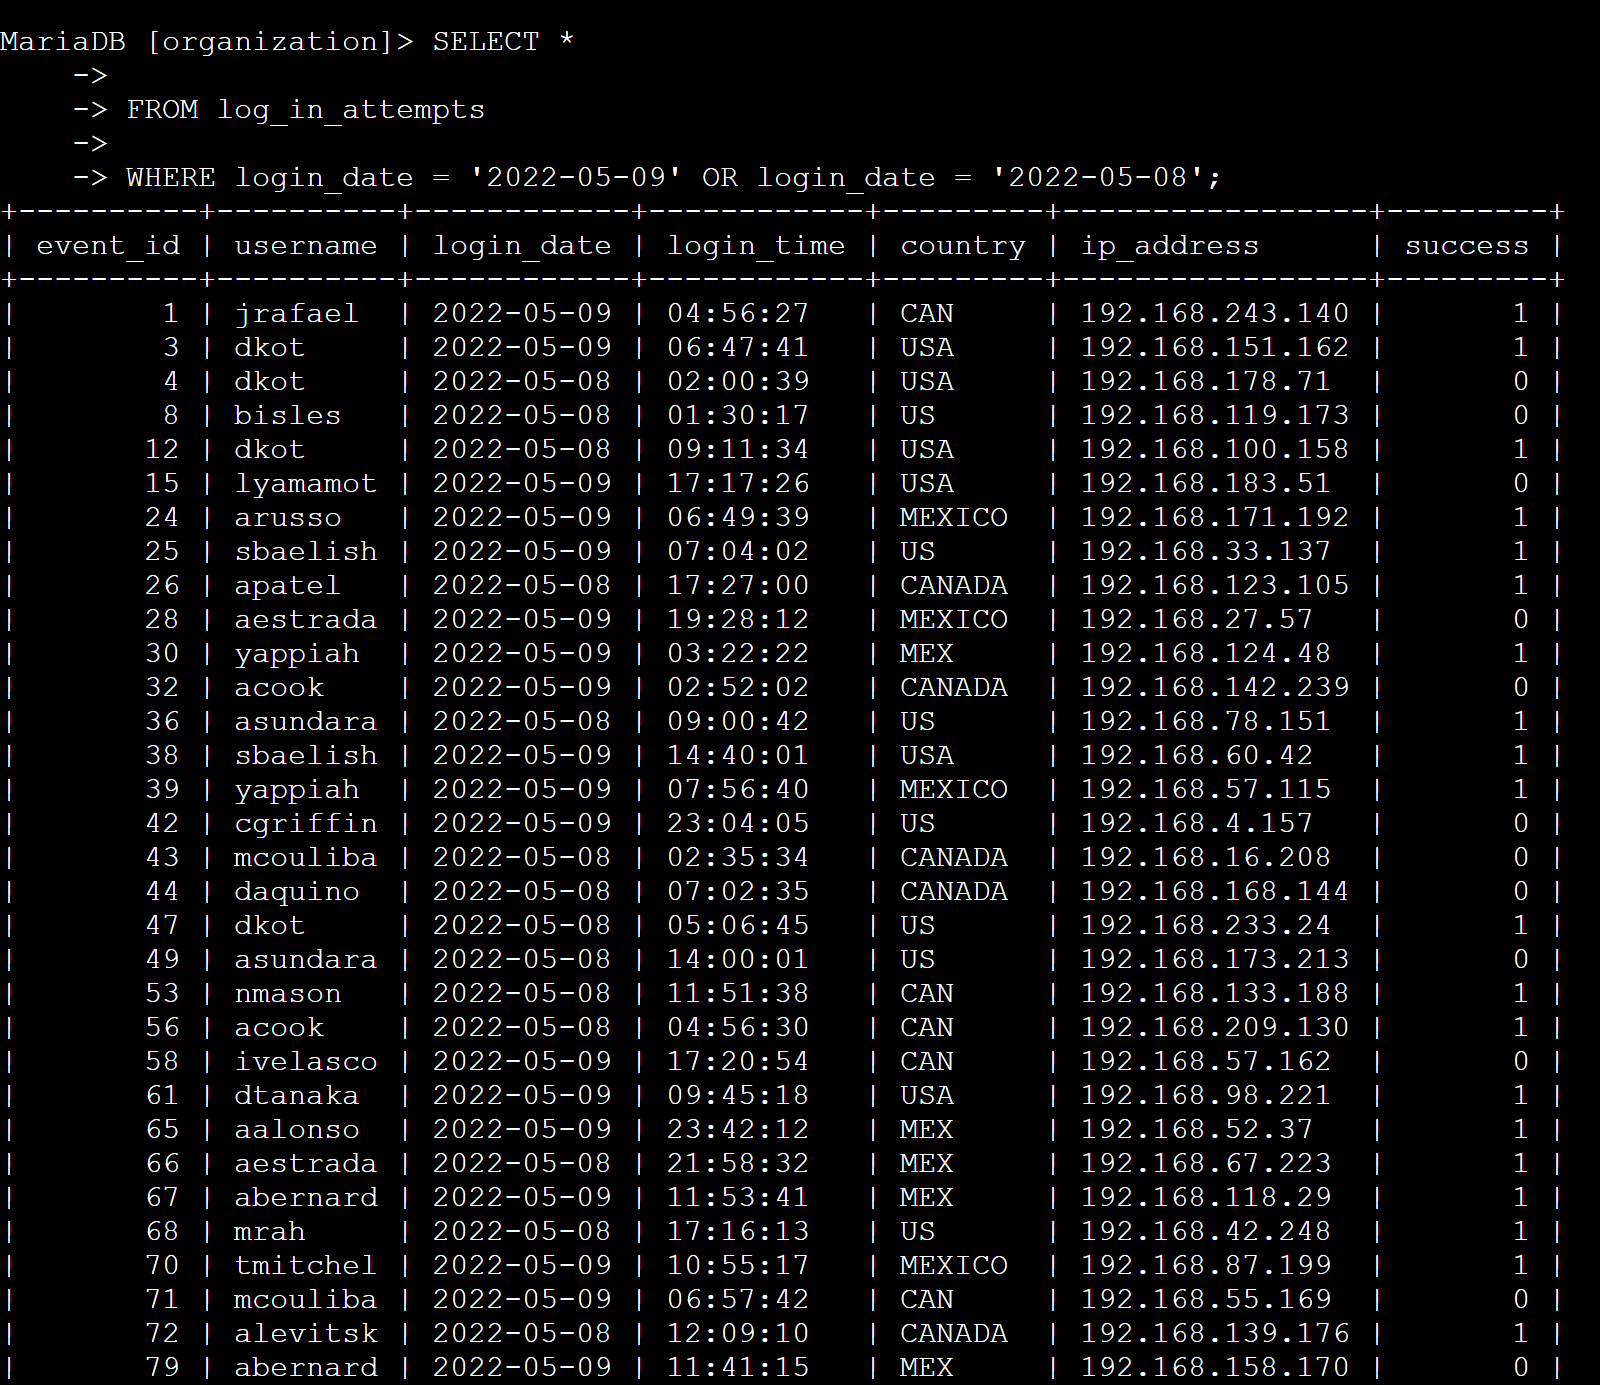 MariaDB [organization]> SELECT *
    ->
    -> FROM log_in_attempts
    ->
    -> WHERE login_date = '2022-05-09' OR login_date = '2022-05-08';
+----------+----------+------------+------------+---------+-----------------+---------+
| event_id | username | login_date | login_time | country | ip_address      | success |
+----------+----------+------------+------------+---------+-----------------+---------+
|        1 | jrafael  | 2022-05-09 | 04:56:27   | CAN     | 192.168.243.140 |       1 |
|        3 | dkot     | 2022-05-09 | 06:47:41   | USA     | 192.168.151.162 |       1 |
|        4 | dkot     | 2022-05-08 | 02:00:39   | USA     | 192.168.178.71  |       0 |
|        8 | bisles   | 2022-05-08 | 01:30:17   | US      | 192.168.119.173 |       0 |
|       12 | dkot     | 2022-05-08 | 09:11:34   | USA     | 192.168.100.158 |       1 |
|       15 | lyamamot | 2022-05-09 | 17:17:26   | USA     | 192.168.183.51  |       0 |
|       24 | arusso   | 2022-05-09 | 06:49:39   | MEXICO  | 192.168.171.192 |       1 |
|       25 | sbaelish | 2022-05-09 | 07:04:02   | US      | 192.168.33.137  |       1 |
|       26 | apatel   | 2022-05-08 | 17:27:00   | CANADA  | 192.168.123.105 |       1 |
|       28 | aestrada | 2022-05-09 | 19:28:12   | MEXICO  | 192.168.27.57   |       0 |
|       30 | yappiah  | 2022-05-09 | 03:22:22   | MEX     | 192.168.124.48  |       1 |
|       32 | acook    | 2022-05-09 | 02:52:02   | CANADA  | 192.168.142.239 |       0 |
|       36 | asundara | 2022-05-08 | 09:00:42   | US      | 192.168.78.151  |       1 |
|       38 | sbaelish | 2022-05-09 | 14:40:01   | USA     | 192.168.60.42   |       1 |
|       39 | yappiah  | 2022-05-09 | 07:56:40   | MEXICO  | 192.168.57.115  |       1 |
|       42 | cgriffin | 2022-05-09 | 23:04:05   | US      | 192.168.4.157   |       0 |
|       43 | mcouliba | 2022-05-08 | 02:35:34   | CANADA  | 192.168.16.208  |       0 |
|       44 | daquino  | 2022-05-08 | 07:02:35   | CANADA  | 192.168.168.144 |       0 |
|       47 | dkot     | 2022-05-08 | 05:06:45   | US      | 192.168.233.24  |       1 |
|       49 | asundara | 2022-05-08 | 14:00:01   | US      | 192.168.173.213 |       0 |
|       53 | nmason   | 2022-05-08 | 11:51:38   | CAN     | 192.168.133.188 |       1 |
|       56 | acook    | 2022-05-08 | 04:56:30   | CAN     | 192.168.209.130 |       1 |
|       58 | ivelasco | 2022-05-09 | 17:20:54   | CAN     | 192.168.57.162  |       0 |
|       61 | dtanaka  | 2022-05-09 | 09:45:18   | USA     | 192.168.98.221  |       1 |
|       65 | aalonso  | 2022-05-09 | 23:42:12   | MEX     | 192.168.52.37   |       1 |
|       66 | aestrada | 2022-05-08 | 21:58:32   | MEX     | 192.168.67.223  |       1 |
|       67 | abernard | 2022-05-09 | 11:53:41   | MEX     | 192.168.118.29  |       1 |
|       68 | mrah     | 2022-05-08 | 17:16:13   | US      | 192.168.42.248  |       1 |
|       70 | tmitchel | 2022-05-09 | 10:55:17   | MEXICO  | 192.168.87.199  |       1 |
|       71 | mcouliba | 2022-05-09 | 06:57:42   | CAN     | 192.168.55.169  |       0 |
|       72 | alevitsk | 2022-05-08 | 12:09:10   | CANADA  | 192.168.139.176 |       1 |
|       79 | abernard | 2022-05-09 | 11:41:15   | MEX     | 192.168.158.170 |       0 |